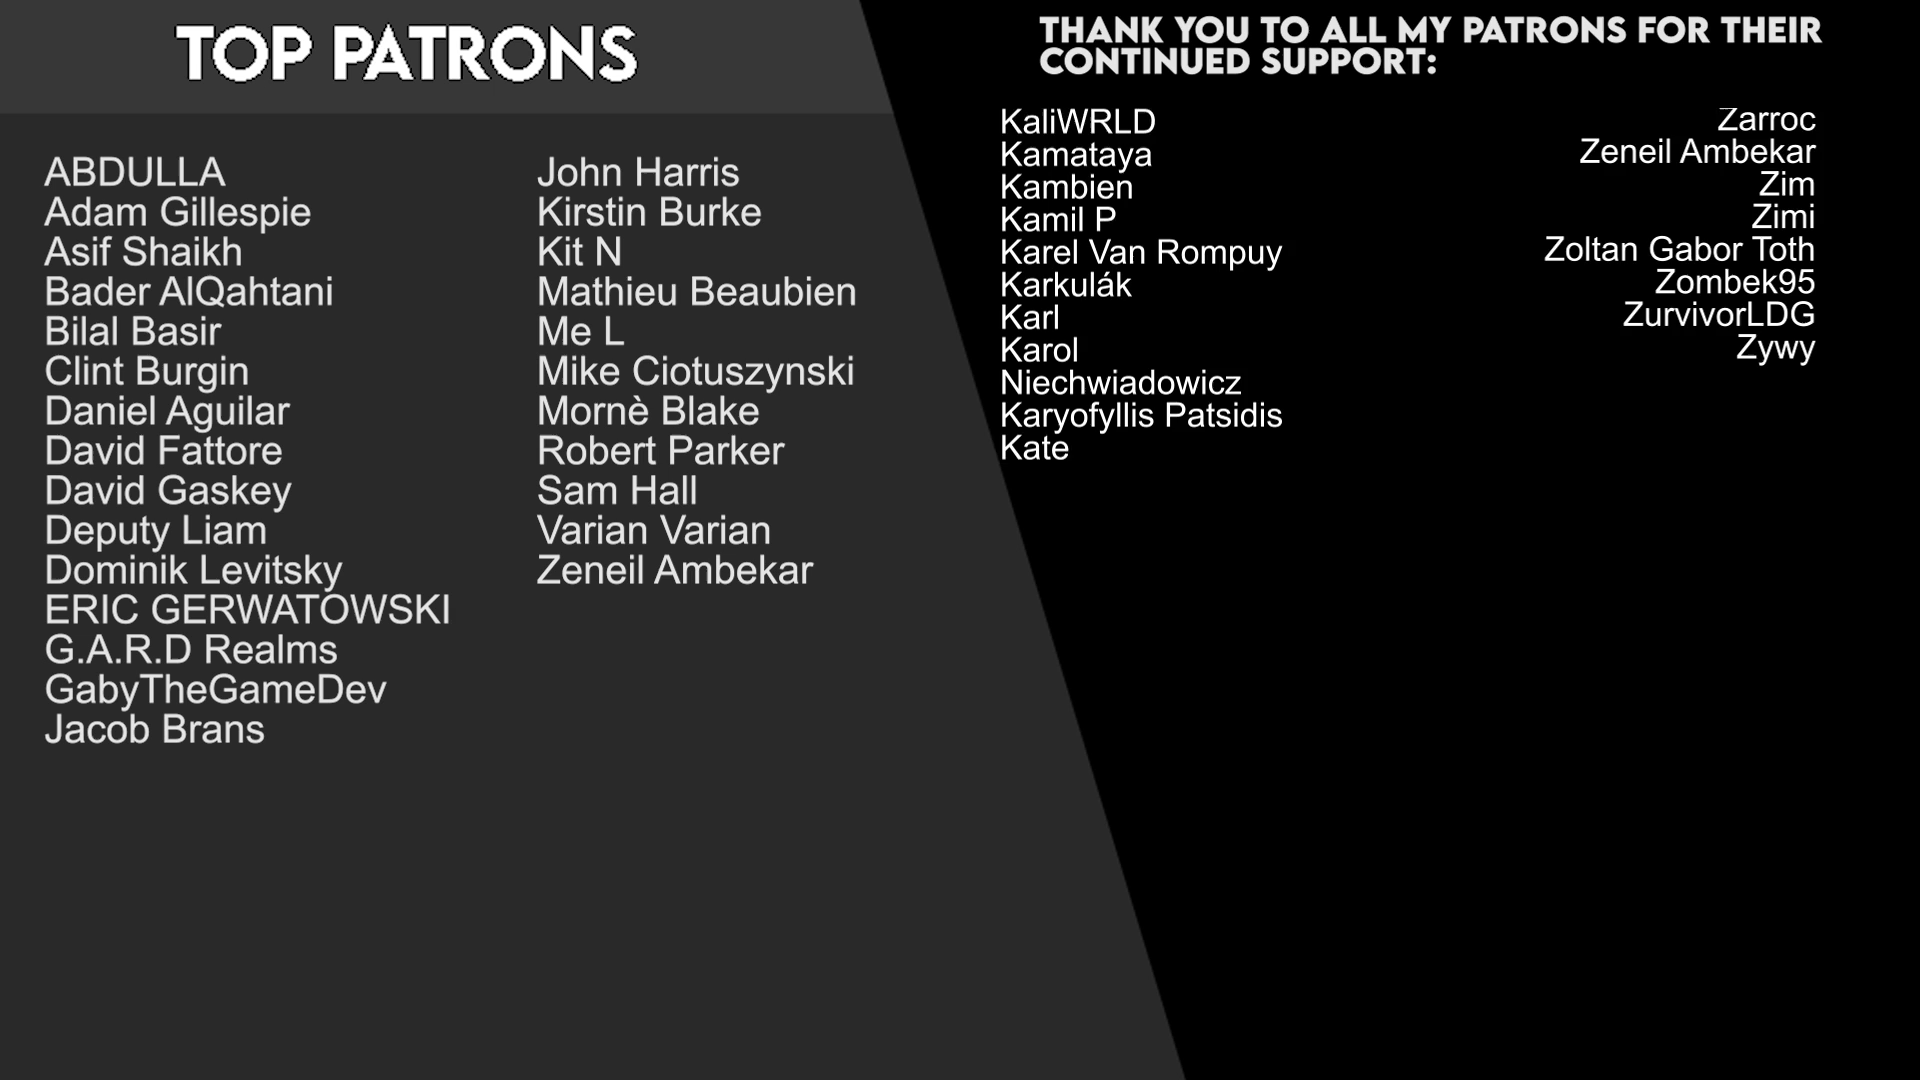 TOP PATRONS
ABDULLA
Adam Gillespie
Asif Shaikh
Bader AlQahtani
Bilal Basir
Clint Burgin
Daniel Aguilar
David Fattore
David Gaskey
Deputy Liam
Dominik Levitsky
ERIC GERWATOWSKI
G.A.R.D Realms
GabyTheGameDev
Jacob Brans
John Harris
Kirstin Burke
Kit N
Mathieu Beaubien
Me L
Mike Ciotuszynski
Mornè Blake
Robert Parker
Sam Hall
Varian Varian
Zeneil Ambekar
THANK YOU TO ALL MY PATRONS FOR THEIR
CONTINUED SUPPORT:
KaliWRLD
Kamataya
Kambien
Kamil P
Karel Van Rompuy
Karkulák
Karl
Karol
Niechwiadowicz
Karyofyllis Patsidis
Kate
Zarroc
Zeneil Ambekar
Zim
Zimi
Zoltan Gabor Toth
Zombek95
ZurvivorLDG
Zywy